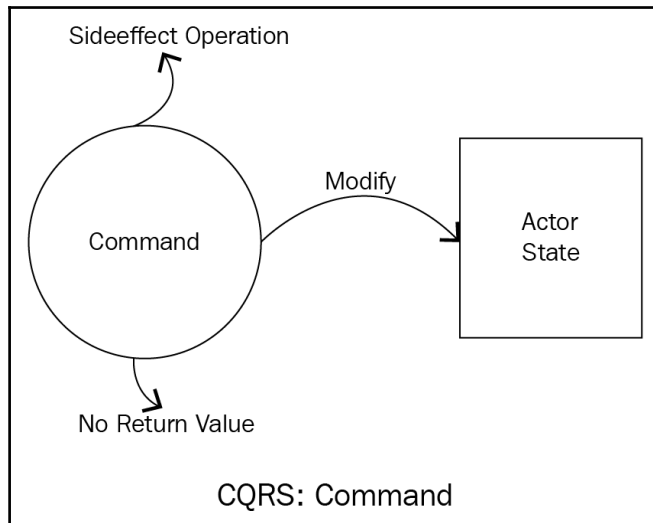 Sideeffect Operation
Modify
Command
Actor
State
No Return Value
CQRS: Command